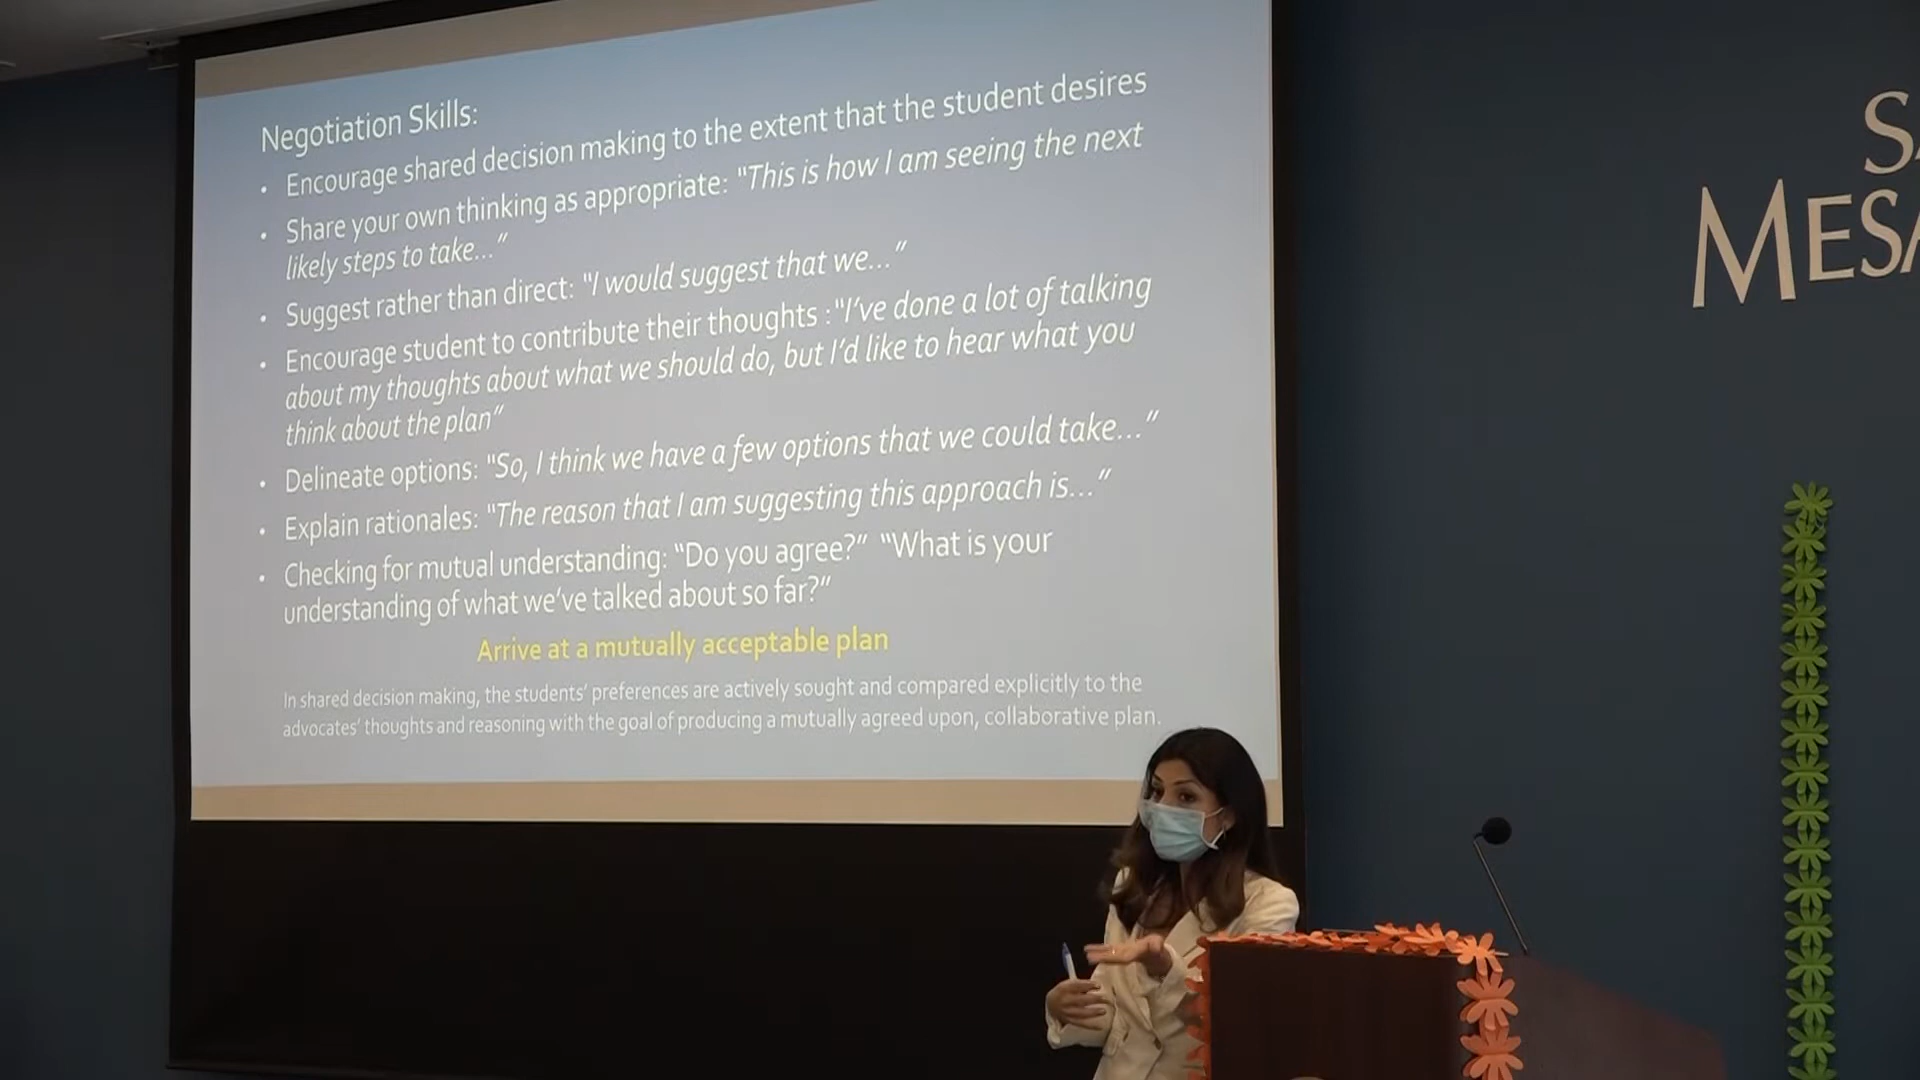 Negotiation Skills:
• Encourage shared decision making to the extent that the student desires
• Share your own thinking as appropriate: "This is how I am seeing the next
likely steps to take…"
• Suggest rather than direct: "I would suggest that we…"
• Encourage student to contribute their thoughts :"I've done a lot of talking
about my thoughts about what we should do, but I'd like to hear what you
think about the plan"
• Delineate options: "So, I think we have a few options that we could take…"
• Explain rationales: "The reason that I am suggesting this approach is…"
• Checking for mutual understanding: "Do you agree?" "What is your
understanding of what we've talked about so far?"
Arrive at a mutually acceptable plan
In shared decision making, the students' preferences are actively sought and compared explicitly to the
advocates' thoughts and reasoning with the goal of producing a mutually agreed upon, collaborative plan.